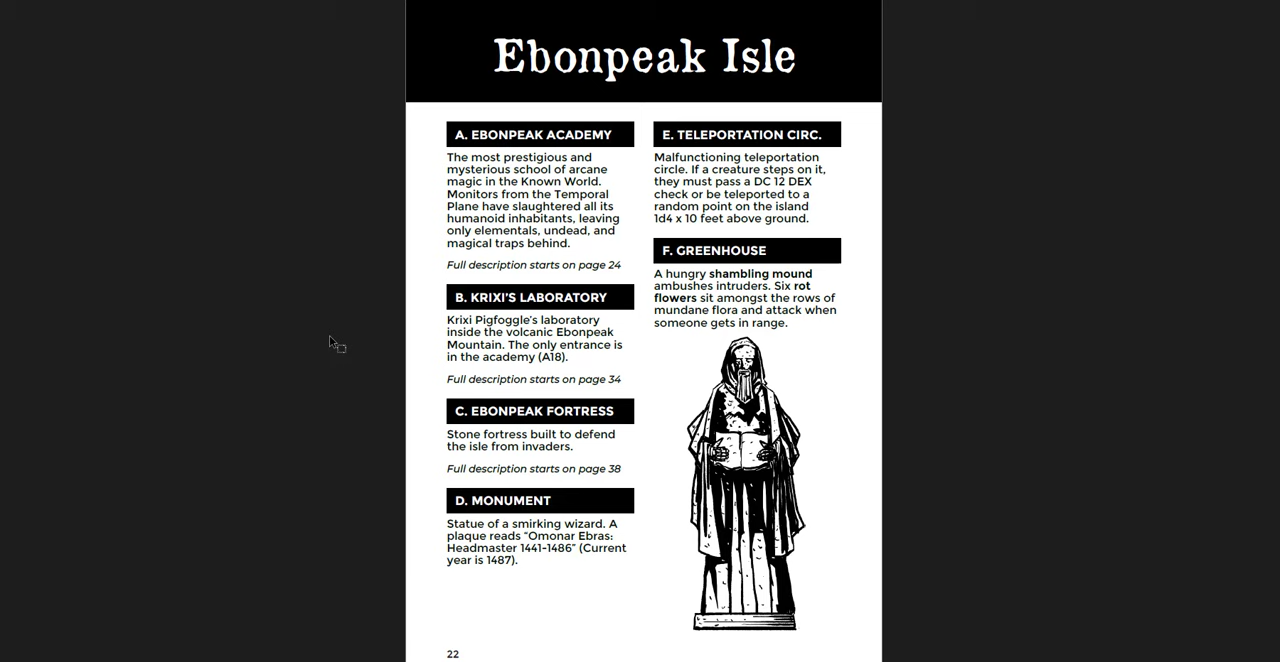 Ebonpeak Isle
A. EBONPEAK ACADEMY
The most prestigious and
mysterious school of arcane
magic in the Known World.
Monitors from the Temporal
Plane have slaughtered all its
humanoid inhabitants, leaving
only elementals, undead, and
magical traps behind.
Full description starts on page 24
B. KRIXI'S LABORATORY
Krixi Pigfoggle's laboratory
inside the volcanic Ebonpeak
Mountain. The only entrance is
in the academy (A18).
Full description starts on page 34
C. EBONPEAK FORTRESS
Stone fortress built to defend
the isle from invaders.
Full description starts on page 38
D. MONUMENT
Statue of a smirking wizard. A
plaque reads "Omonar Ebras:
Headmaster 1441-1486" (Current
year is 1487).
E. TELEPORTATION CIRC.
Malfunctioning teleportation
circle. If a creature steps on it,
they must pass a DC 12 DEX
check or be teleported to a
random point on the island
1d4 x 10 feet above ground.
F. GREENHOUSE
A hungry shambling mound
ambushes intruders. Six rot
flowers sit amongst the rows of
mundane flora and attack when
someone gets in range.
22